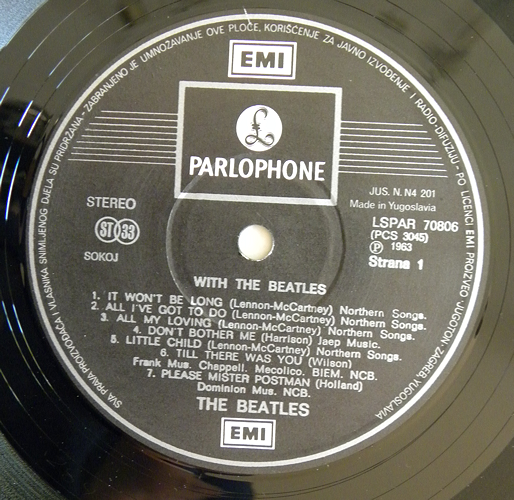 SVA PRAVA PROIZVOĐAČA I VLASNIKA SNIMLJENOG DJELA SU PRIDRŽANA - ZABRANJENO JE UMNOŽAVANJE OVE PLOČE, KORIŠĆENJE ZA JAVNO IZVOĐENJE I RADIO-DIFUZIJU - PO LICENCI EMI PROIZVEO JUGOTON - ZAGREB, YUGOSLAVIA
EMI
PARLOPHONE
STEREO
ST 33
SOKOJ
JUS. N. N4 201
Made in Yugoslavia
LSPAR 70806
(PCS 3045)
Ⓟ 1963
Strana 1
WITH THE BEATLES
1. IT WON'T BE LONG (Lennon-McCartney) Northern Songs.
2. ALL I'VE GOT TO DO (Lennon-McCartney) Northern Songs.
3. ALL MY LOVING (Lennon-McCartney) Northern Songs.
4. DON'T BOTHER ME (Harrison) Jaep Music.
5. LITTLE CHILD (Lennon-McCartney) Northern Songs.
6. TILL THERE WAS YOU (Wilson)
Frank Mus. Chappell. Mecolico. BIEM. NCB.
7. PLEASE MISTER POSTMAN (Holland)
Dominion Mus. NCB.
THE BEATLES
EMI